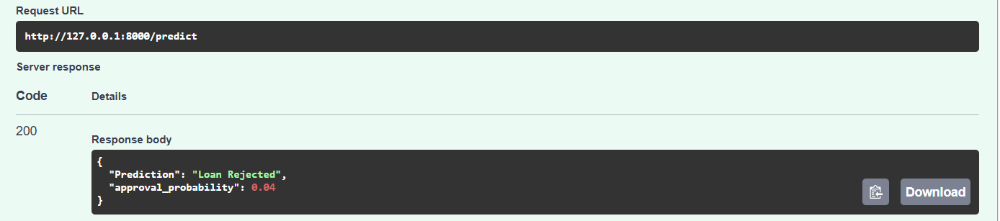 Request URL
http://127.0.0.1:8000/predict
Server response
Code Details
200
Response body
{
  "Prediction": "Loan Rejected",
  "approval_probability": 0.04
}
Download